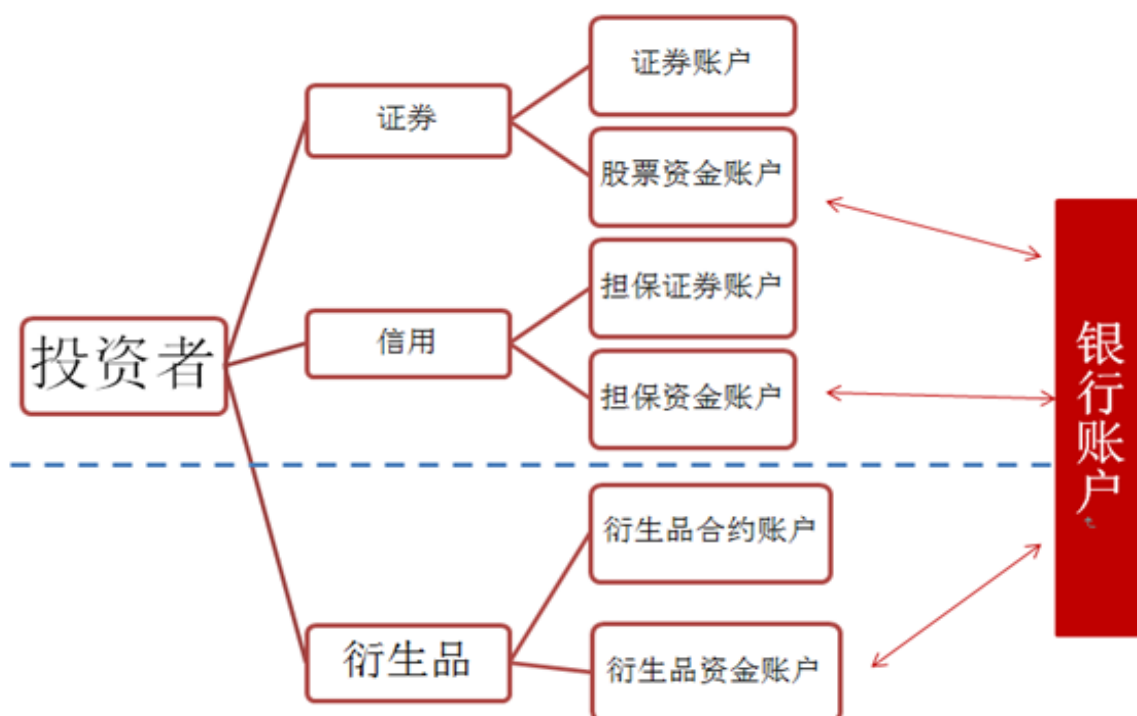 证券账户
证券
股票资金账户
担保证券账户
投资者
信用
担保资金账户
银行账户
衍生品合约账户
衍生品
衍生品资金账户